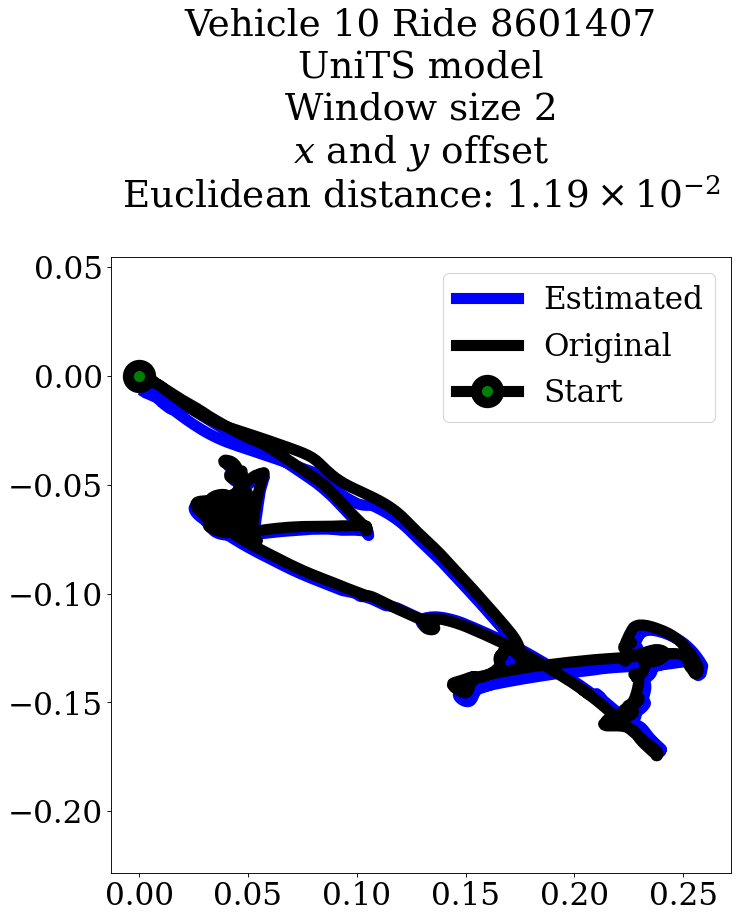 Vehicle 10 Ride 8601407
UniTS model
Window size 2
x and y offset
Euclidean distance: 1.19 × 10⁻²
Estimated
Original
Start
0.05
0.00
−0.05
−0.10
−0.15
−0.20
0.00 0.05 0.10 0.15 0.20 0.25